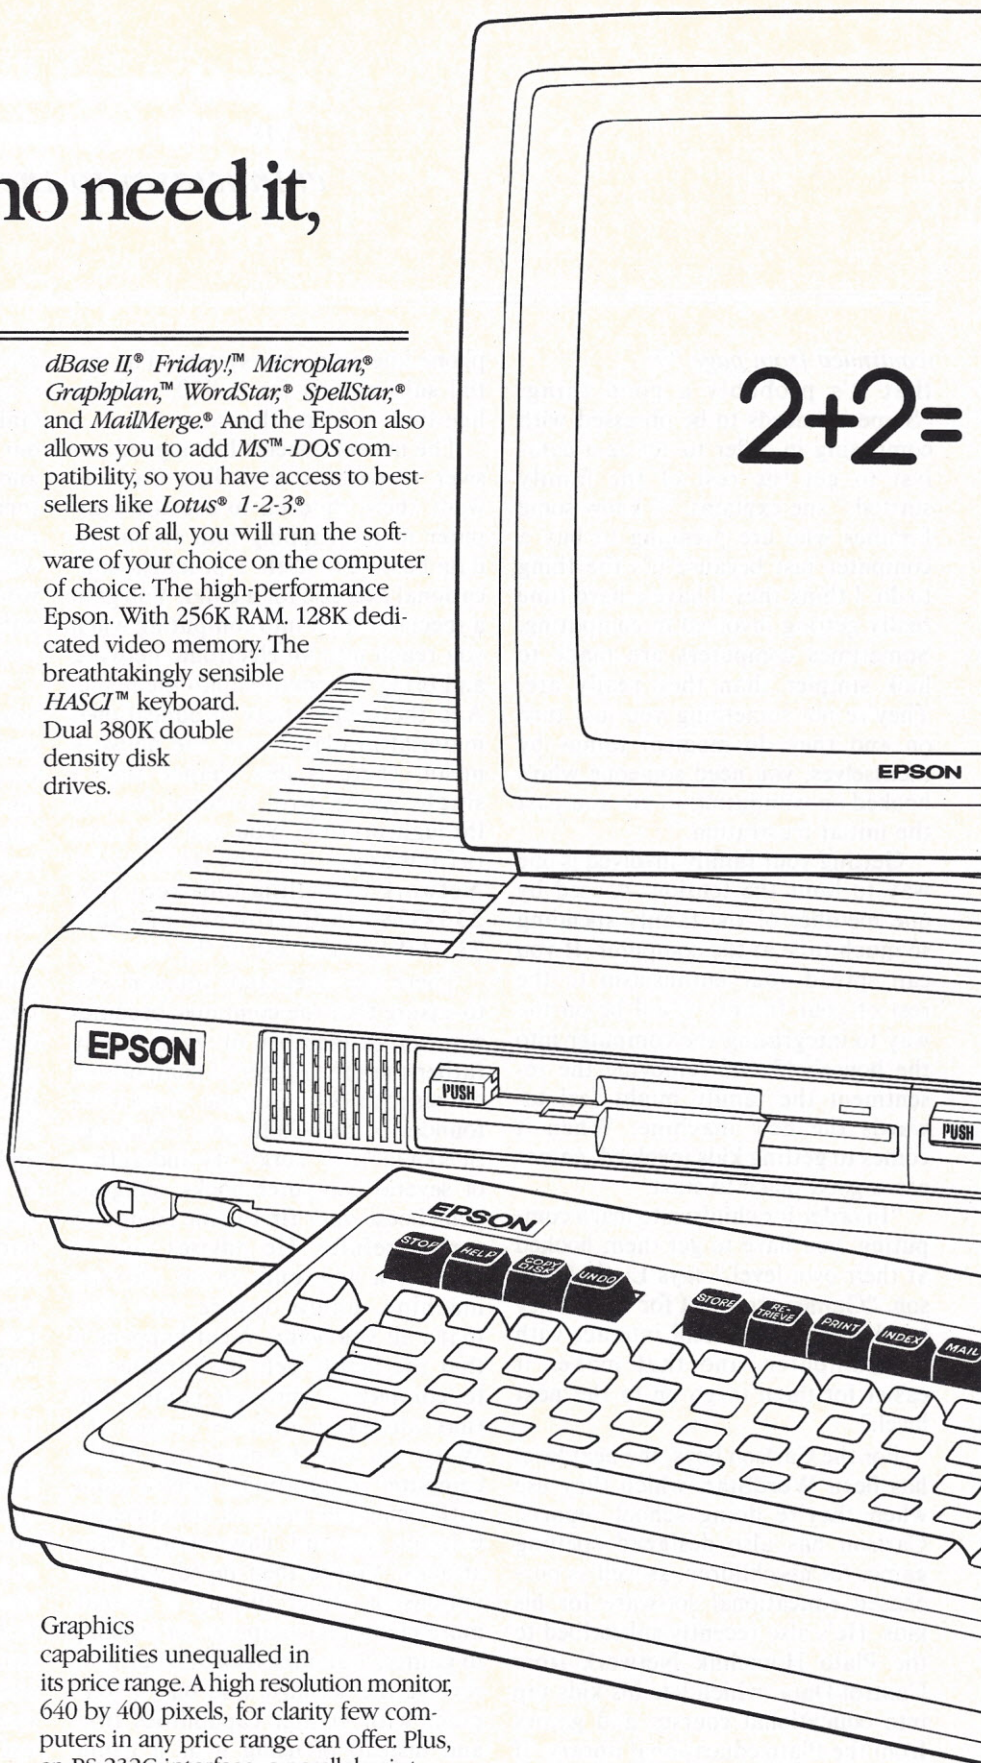 no need it,
dBase II,® Friday!,™ Microplan,®
Graphplan,™ WordStar,® SpellStar,®
and MailMerge.® And the Epson also
allows you to add MS™-DOS com-
patibility, so you have access to best-
sellers like Lotus® 1-2-3.®
Best of all, you will run the soft-
ware of your choice on the computer
of choice. The high-performance
Epson. With 256K RAM. 128K dedi-
cated video memory. The
breathtakingly sensible
HASCI™ keyboard.
Dual 380K double
density disk
drives.
2+2=
EPSON
EPSON
PUSH
PUSH
EPSON
STOP HELP COPY DISK UNDO STORE RE-TRIEVE PRINT INDEX MAIL
Graphics
capabilities unequalled in
its price range. A high resolution monitor,
640 by 400 pixels, for clarity few com-
puters in any price range can offer. Plus,
an RS-232C interface